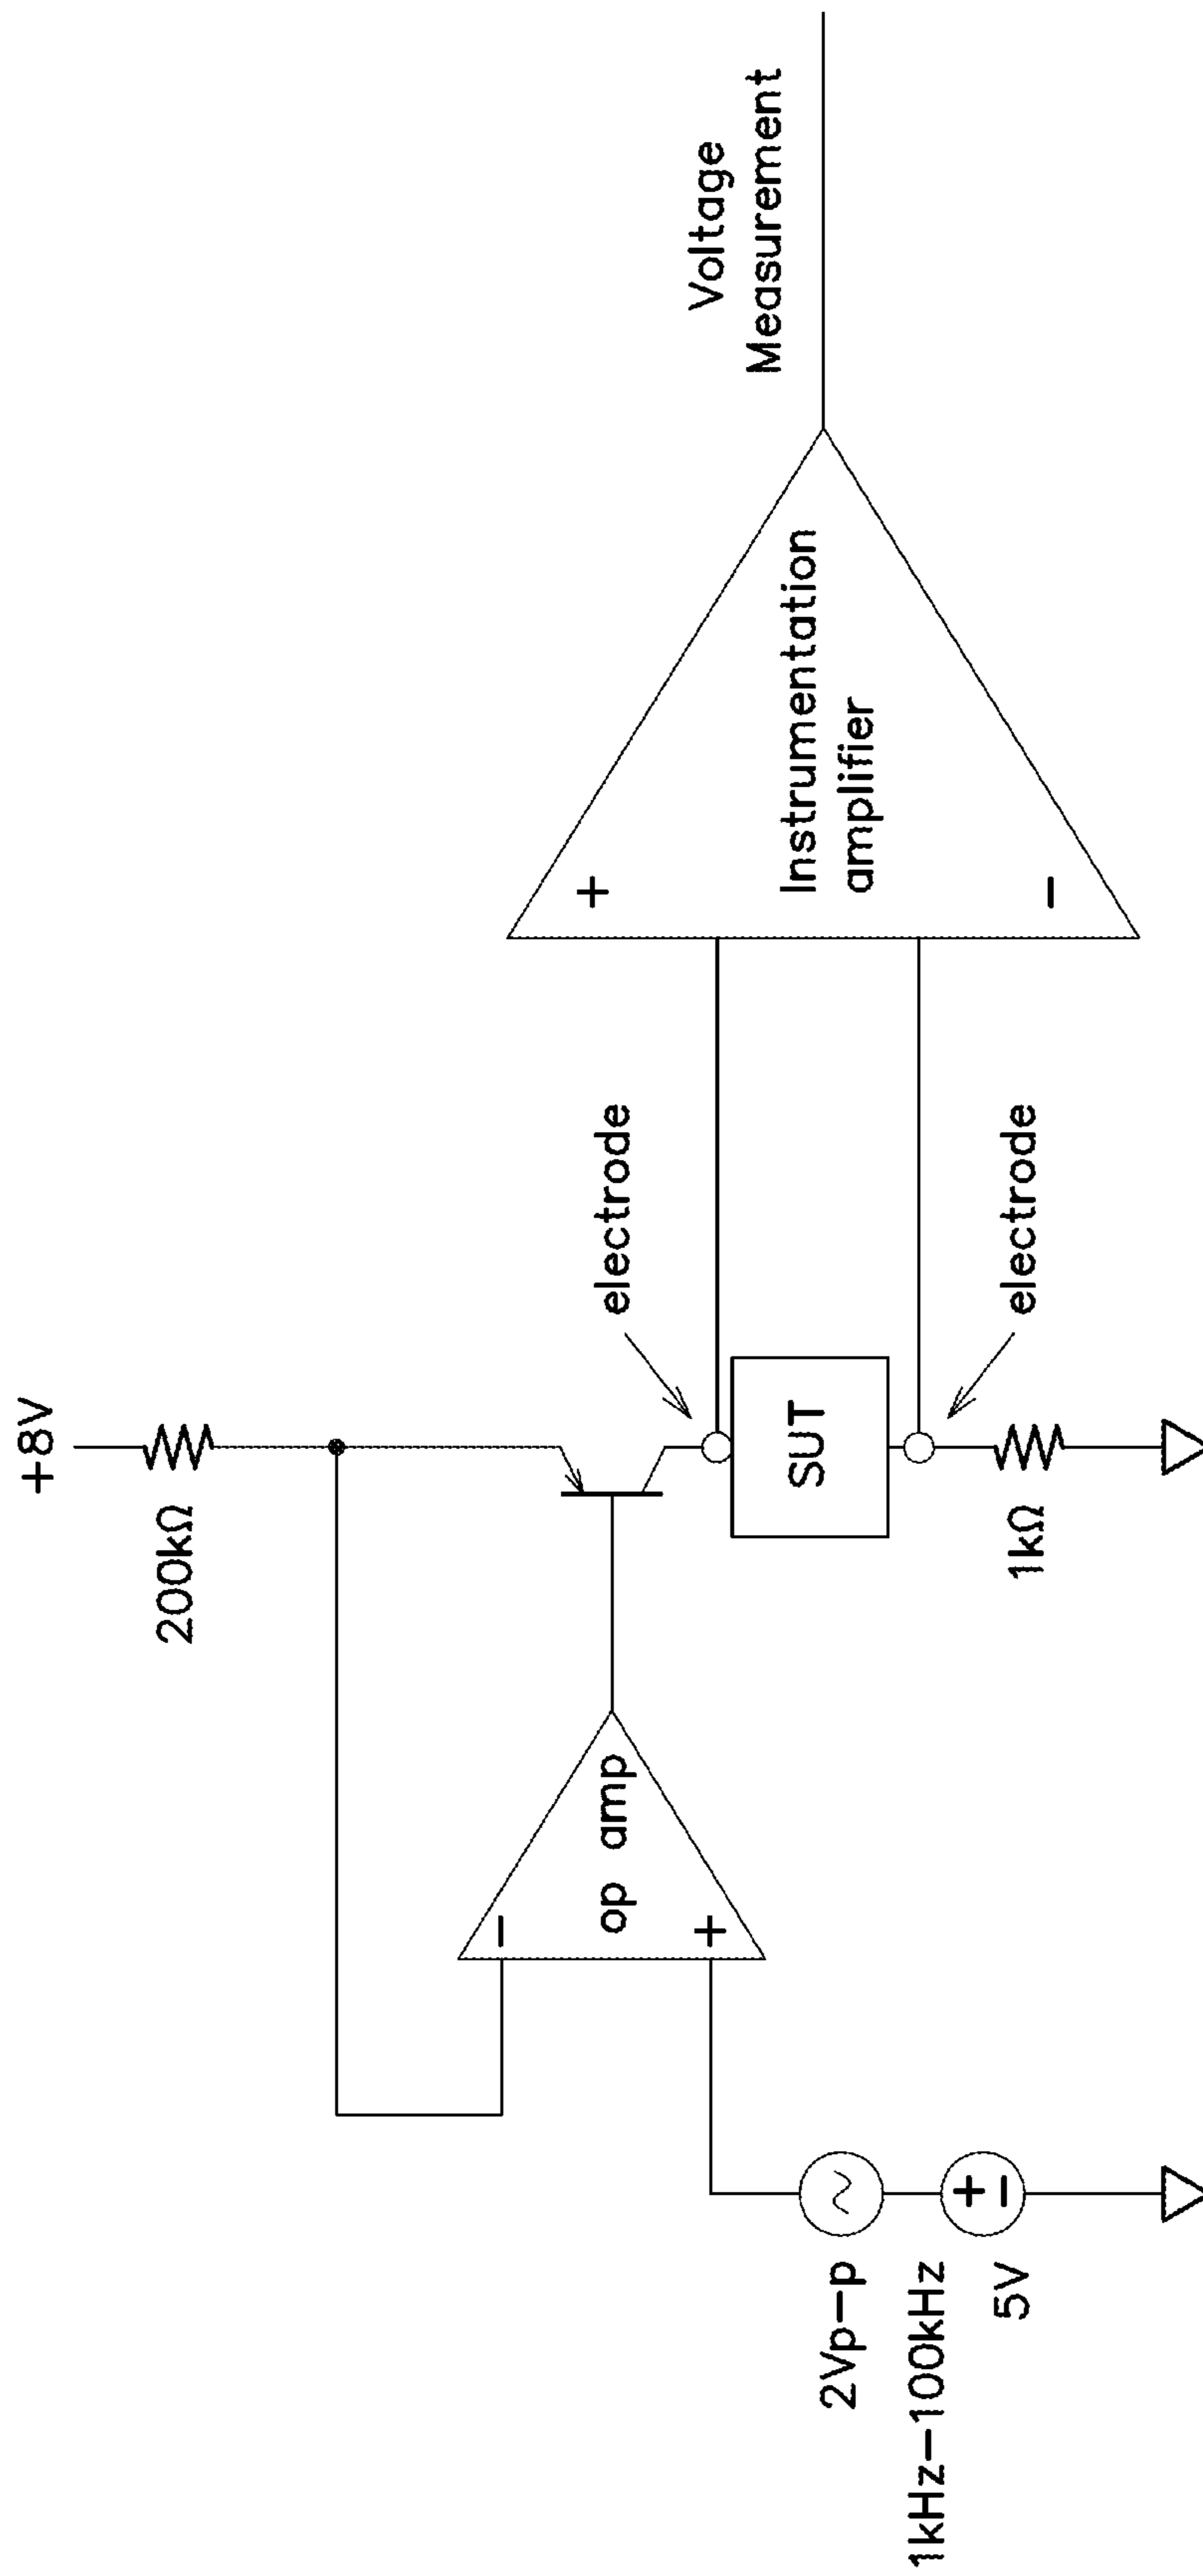 +8V
200kΩ
Voltage
Measurement
electrode
+
Instrumentation
amplifier
−
SUT
electrode
1kΩ
−
op amp
+
2Vp−p
1kHz−100kHz
+
−
5V